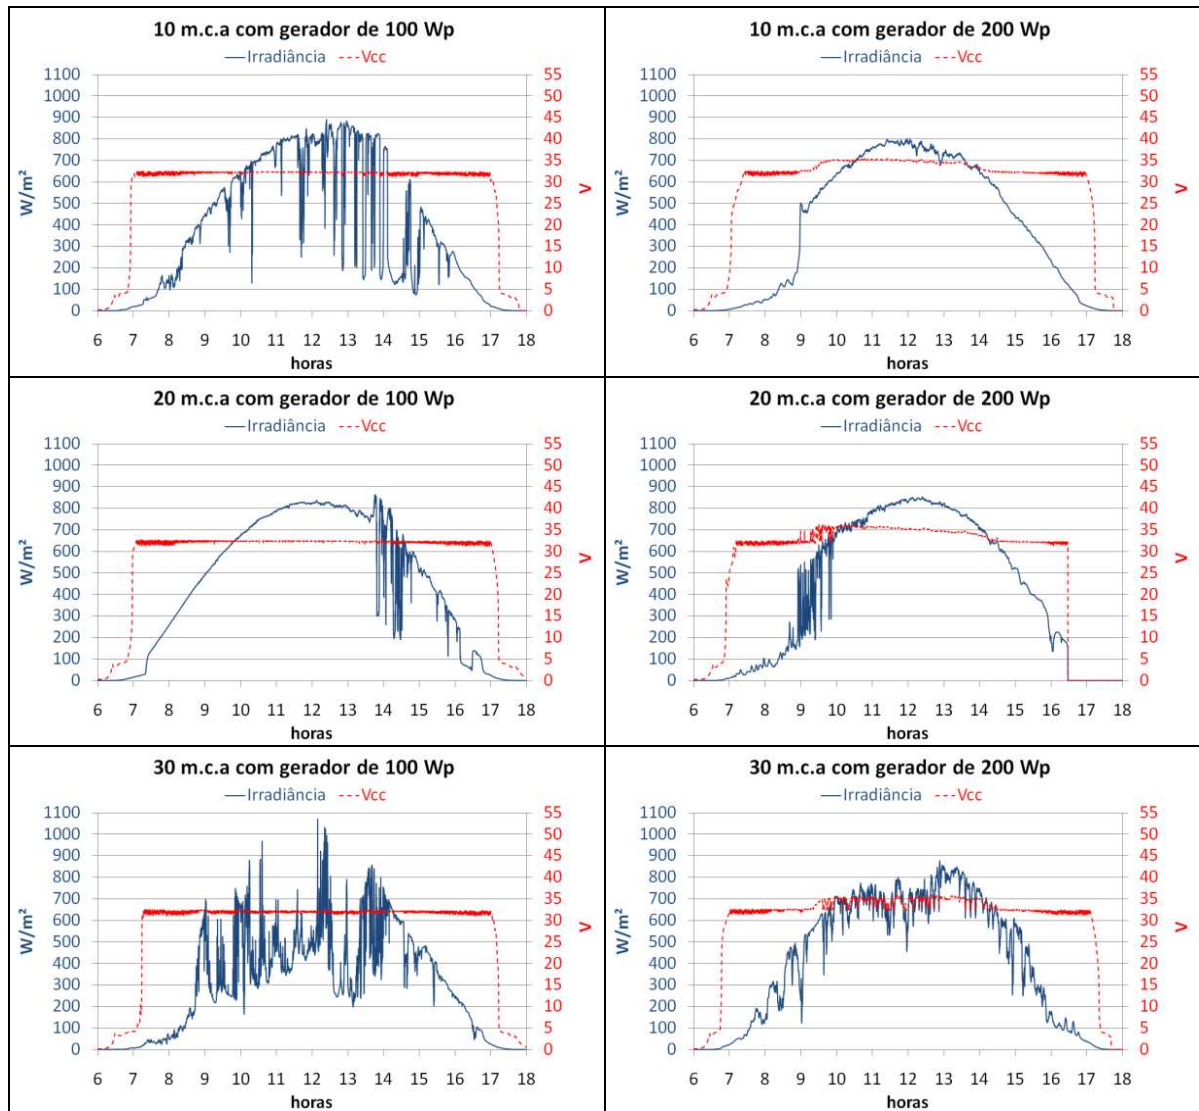 10 m.c.a com gerador de 100 Wp
Irradiância Vcc
1100 1000 900 800 700 600 500 400 300 200 100 0
W/m²
55 50 45 40 35 30 25 20 15 10 5 0
V
6 7 8 9 10 11 12 13 14 15 16 17 18
horas
10 m.c.a com gerador de 200 Wp
Irradiância Vcc
1100 1000 900 800 700 600 500 400 300 200 100 0
W/m²
55 50 45 40 35 30 25 20 15 10 5 0
V
6 7 8 9 10 11 12 13 14 15 16 17 18
horas
20 m.c.a com gerador de 100 Wp
Irradiância Vcc
1100 1000 900 800 700 600 500 400 300 200 100 0
W/m²
55 50 45 40 35 30 25 20 15 10 5 0
V
6 7 8 9 10 11 12 13 14 15 16 17 18
horas
20 m.c.a com gerador de 200 Wp
Irradiância Vcc
1100 1000 900 800 700 600 500 400 300 200 100 0
W/m²
55 50 45 40 35 30 25 20 15 10 5 0
V
6 7 8 9 10 11 12 13 14 15 16 17 18
horas
30 m.c.a com gerador de 100 Wp
Irradiância Vcc
1100 1000 900 800 700 600 500 400 300 200 100 0
W/m²
55 50 45 40 35 30 25 20 15 10 5 0
V
6 7 8 9 10 11 12 13 14 15 16 17 18
horas
30 m.c.a com gerador de 200 Wp
Irradiância Vcc
1100 1000 900 800 700 600 500 400 300 200 100 0
W/m²
55 50 45 40 35 30 25 20 15 10 5 0
V
6 7 8 9 10 11 12 13 14 15 16 17 18
horas